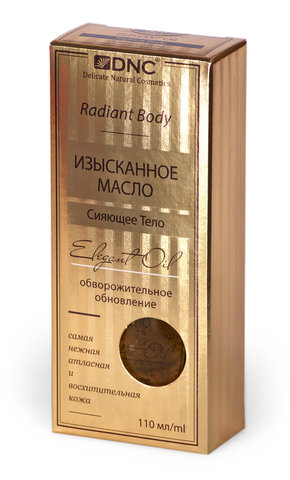 DNC®
Delicate Natural Cosmetics
Radiant Body
ИЗЫСКАННОЕ
МАСЛО
Сияющее Тело
Elegant Oil
обворожительное
обновление
самая
нежная
атласная
и
восхитительная
кожа
110 мл/ml